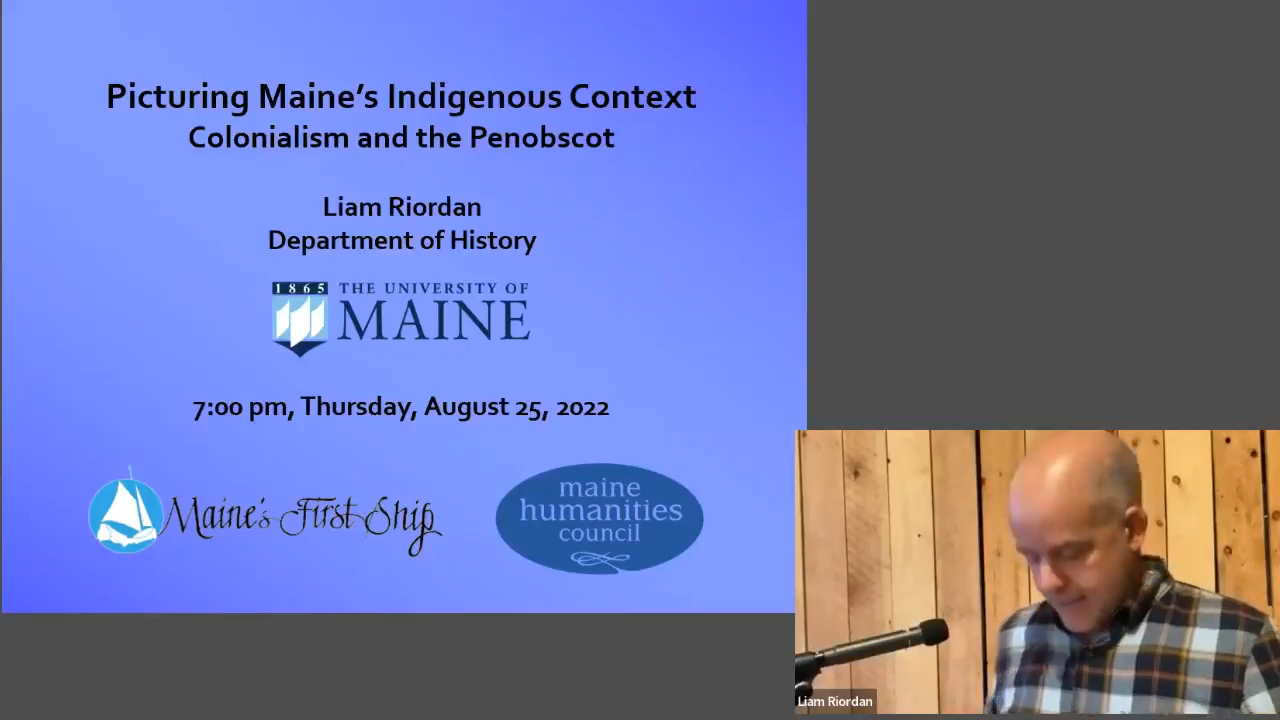 Picturing Maine's Indigenous Context
Colonialism and the Penobscot
Liam Riordan
Department of History
1865 THE UNIVERSITY OF
MAINE
7:00 pm, Thursday, August 25, 2022
Maine's First Ship
maine
humanities
council
Liam Riordan